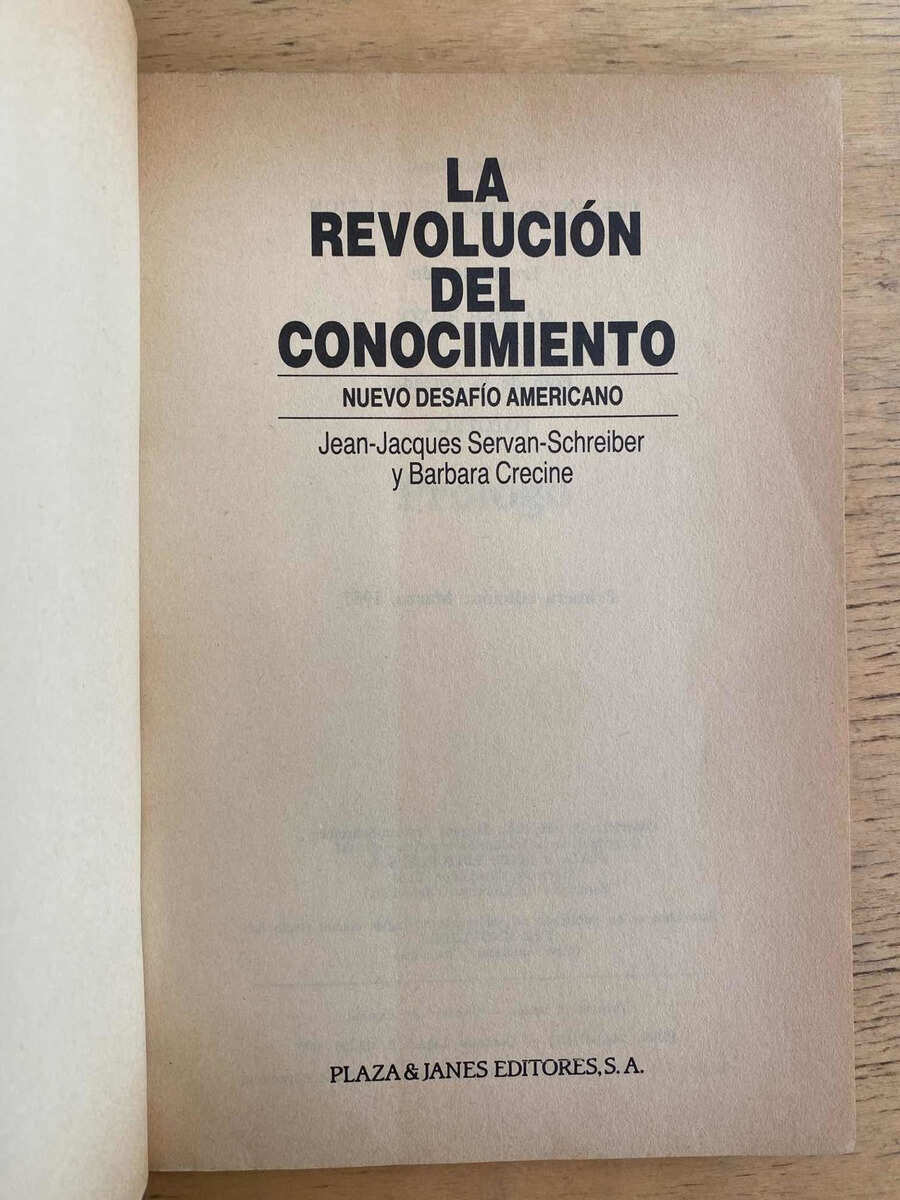 LA
REVOLUCIÓN
DEL
CONOCIMIENTO
NUEVO DESAFÍO AMERICANO
Jean-Jacques Servan-Schreiber
y Barbara Crecine
PLAZA & JANES EDITORES, S. A.